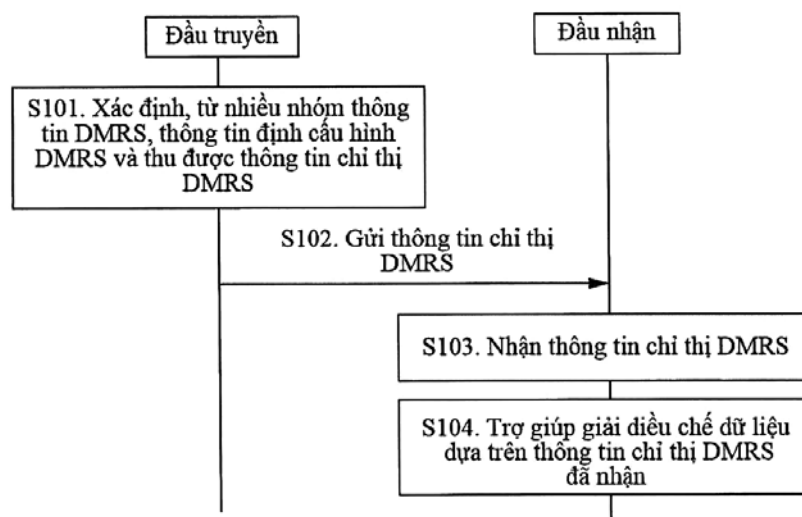 Đầu truyền
Đầu nhận
S101. Xác định, từ nhiều nhóm thông
tin DMRS, thông tin định cấu hình
DMRS và thu được thông tin chỉ thị
DMRS
S102. Gửi thông tin chỉ thị
DMRS
S103. Nhận thông tin chỉ thị DMRS
S104. Trợ giúp giải điều chế dữ liệu
dựa trên thông tin chỉ thị DMRS
đã nhận